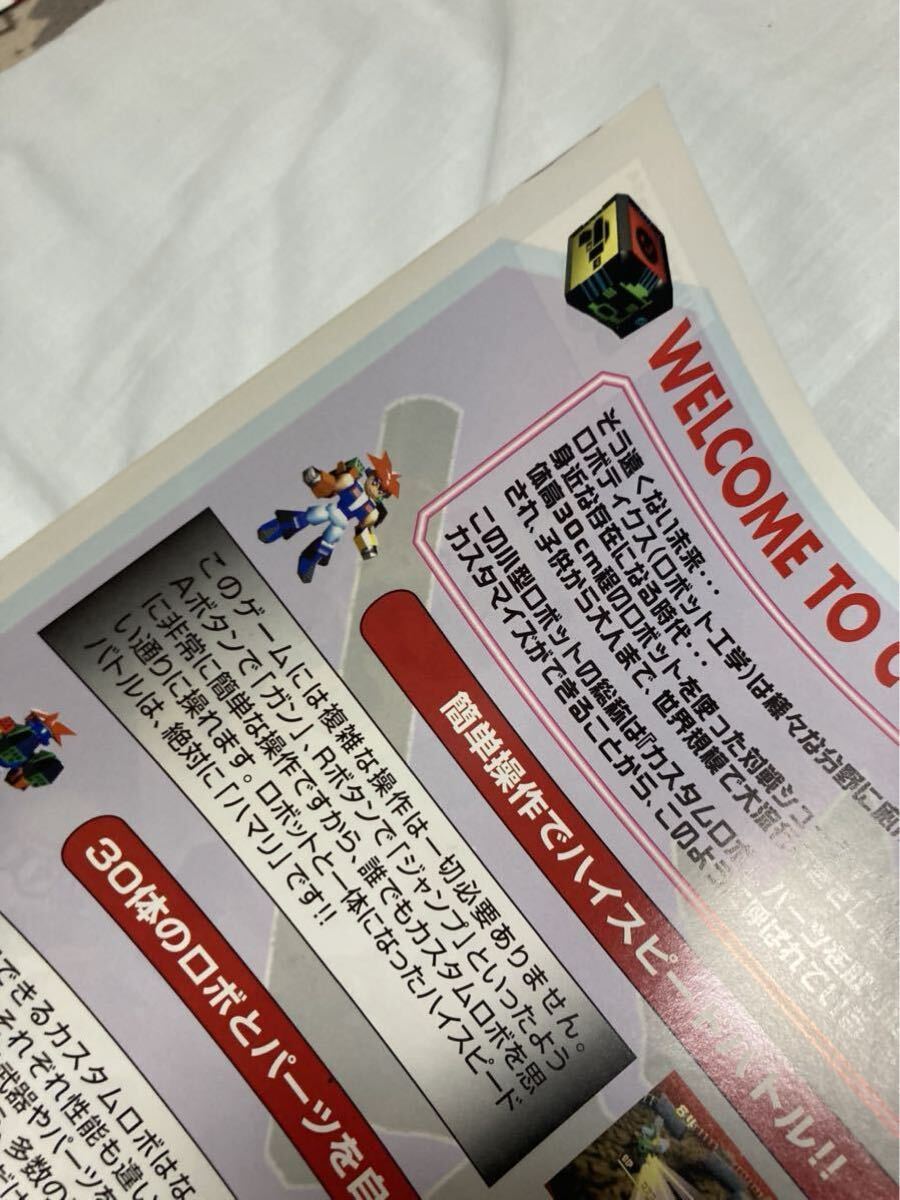 WELCOME TO C
そう遠くない未来・・・
ロボティクス(ロボット工学)は様々な分野に
身近な存在になる時代・・・
体高30cm程のロボットを使った対戦シュ
され、子供から大人まで、世界規模で大流
この小型ロボットの総称は『カスタムロボ
カスタマイズができることから、このよう
簡単操作でハイスピードバトル!!
このゲームには複雑な操作は一切必要ありません。
Aボタンで「ガン」、Rボタンで「ジャンプ」といったよう
に非常に簡単な操作ですから、誰でもカスタムロボを思
い通りに操れます。ロボットと一体になったハイスピード
バトルは、絶対に「ハマリ」です!!
30体のロボとパーツを自
できるカスタムロボはな
それぞれ性能も違い
武器やパーツを
多数の